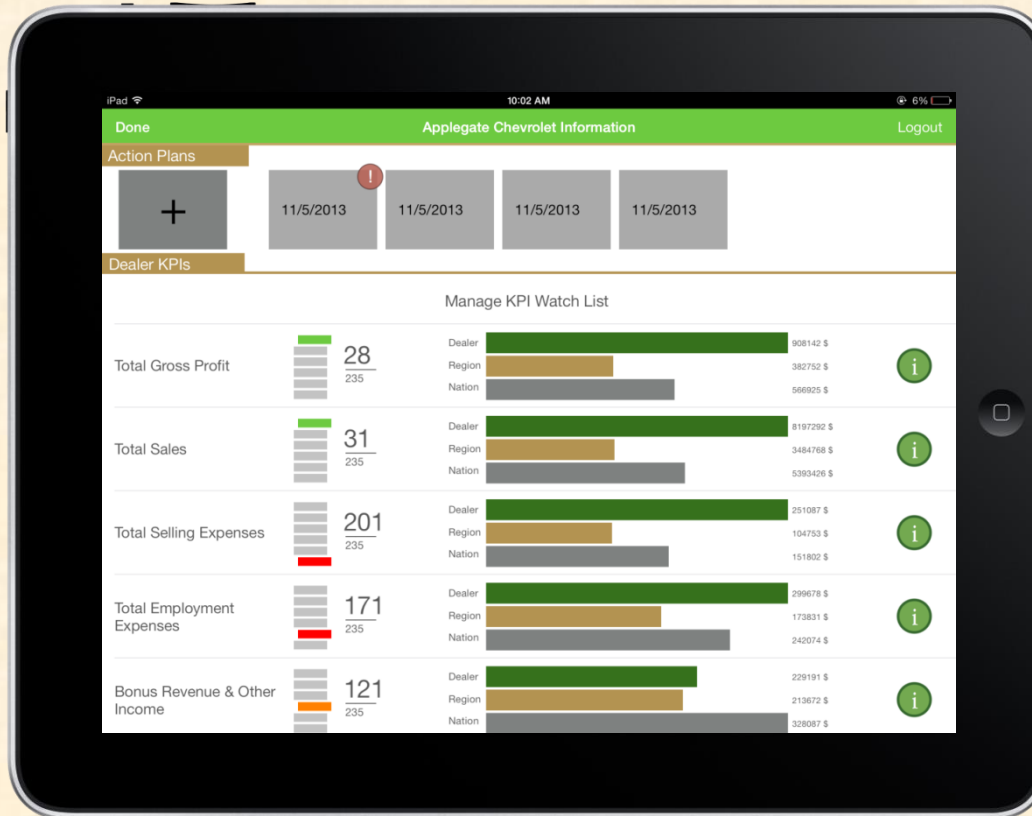 iPad 10:02 AM 6%
Done Applegate Chevrolet Information Logout
Action Plans
+
!
11/5/2013 11/5/2013 11/5/2013 11/5/2013
Dealer KPIs
Manage KPI Watch List
Total Gross Profit
28
235
Dealer 908142 $
Region 382752 $
Nation 566925 $
i
Total Sales
31
235
Dealer 8197292 $
Region 3484768 $
Nation 5393426 $
i
Total Selling Expenses
201
235
Dealer 251087 $
Region 104753 $
Nation 151802 $
i
Total Employment
Expenses
171
235
Dealer 299678 $
Region 173831 $
Nation 242074 $
i
Bonus Revenue & Other
Income
121
235
Dealer 229191 $
Region 213672 $
Nation 328087 $
i